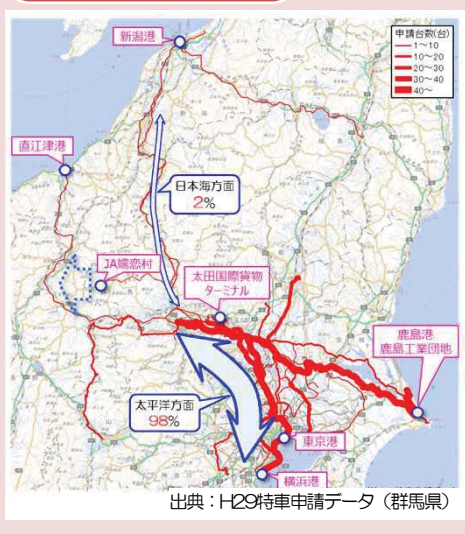 新潟港
申請台数(台)
1～10
10～20
20～30
30～40
40～
直江津港
日本海方面
2%
JA嬬恋村
太田国際貨物
ターミナル
鹿島港
鹿島工業団地
太平洋方面
98%
東京港
横浜港
出典：H29特車申請データ（群馬県）